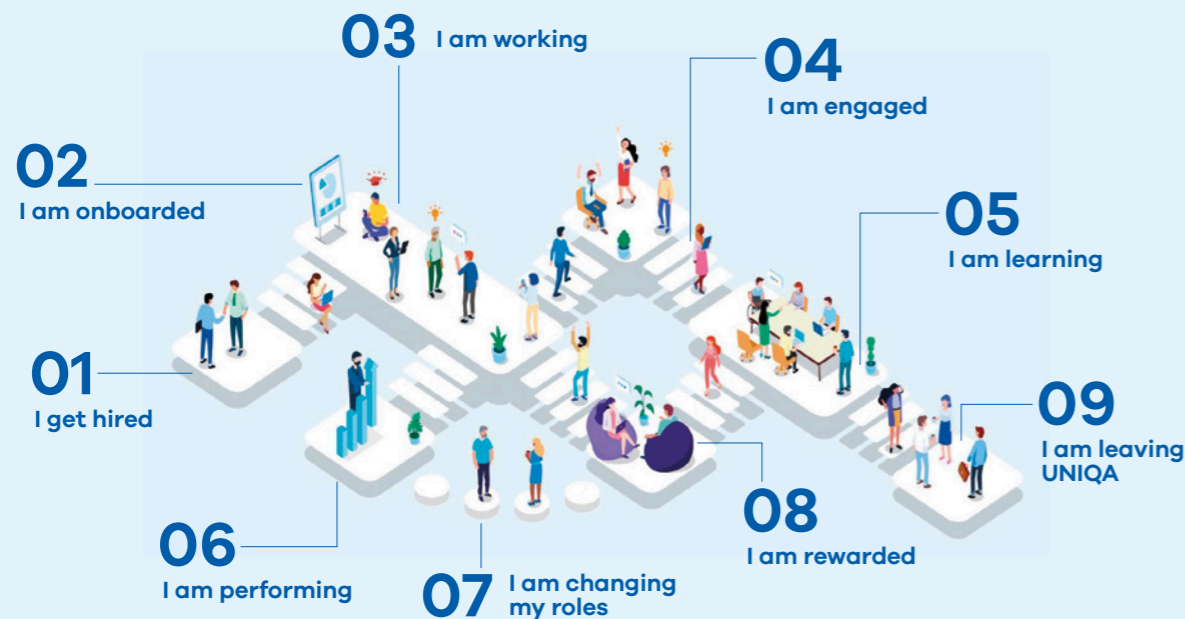 01
I get hired
02
I am onboarded
03
I am working
04
I am engaged
05
I am learning
06
I am performing
07
I am changing
my roles
08
I am rewarded
09
I am leaving
UNIQA